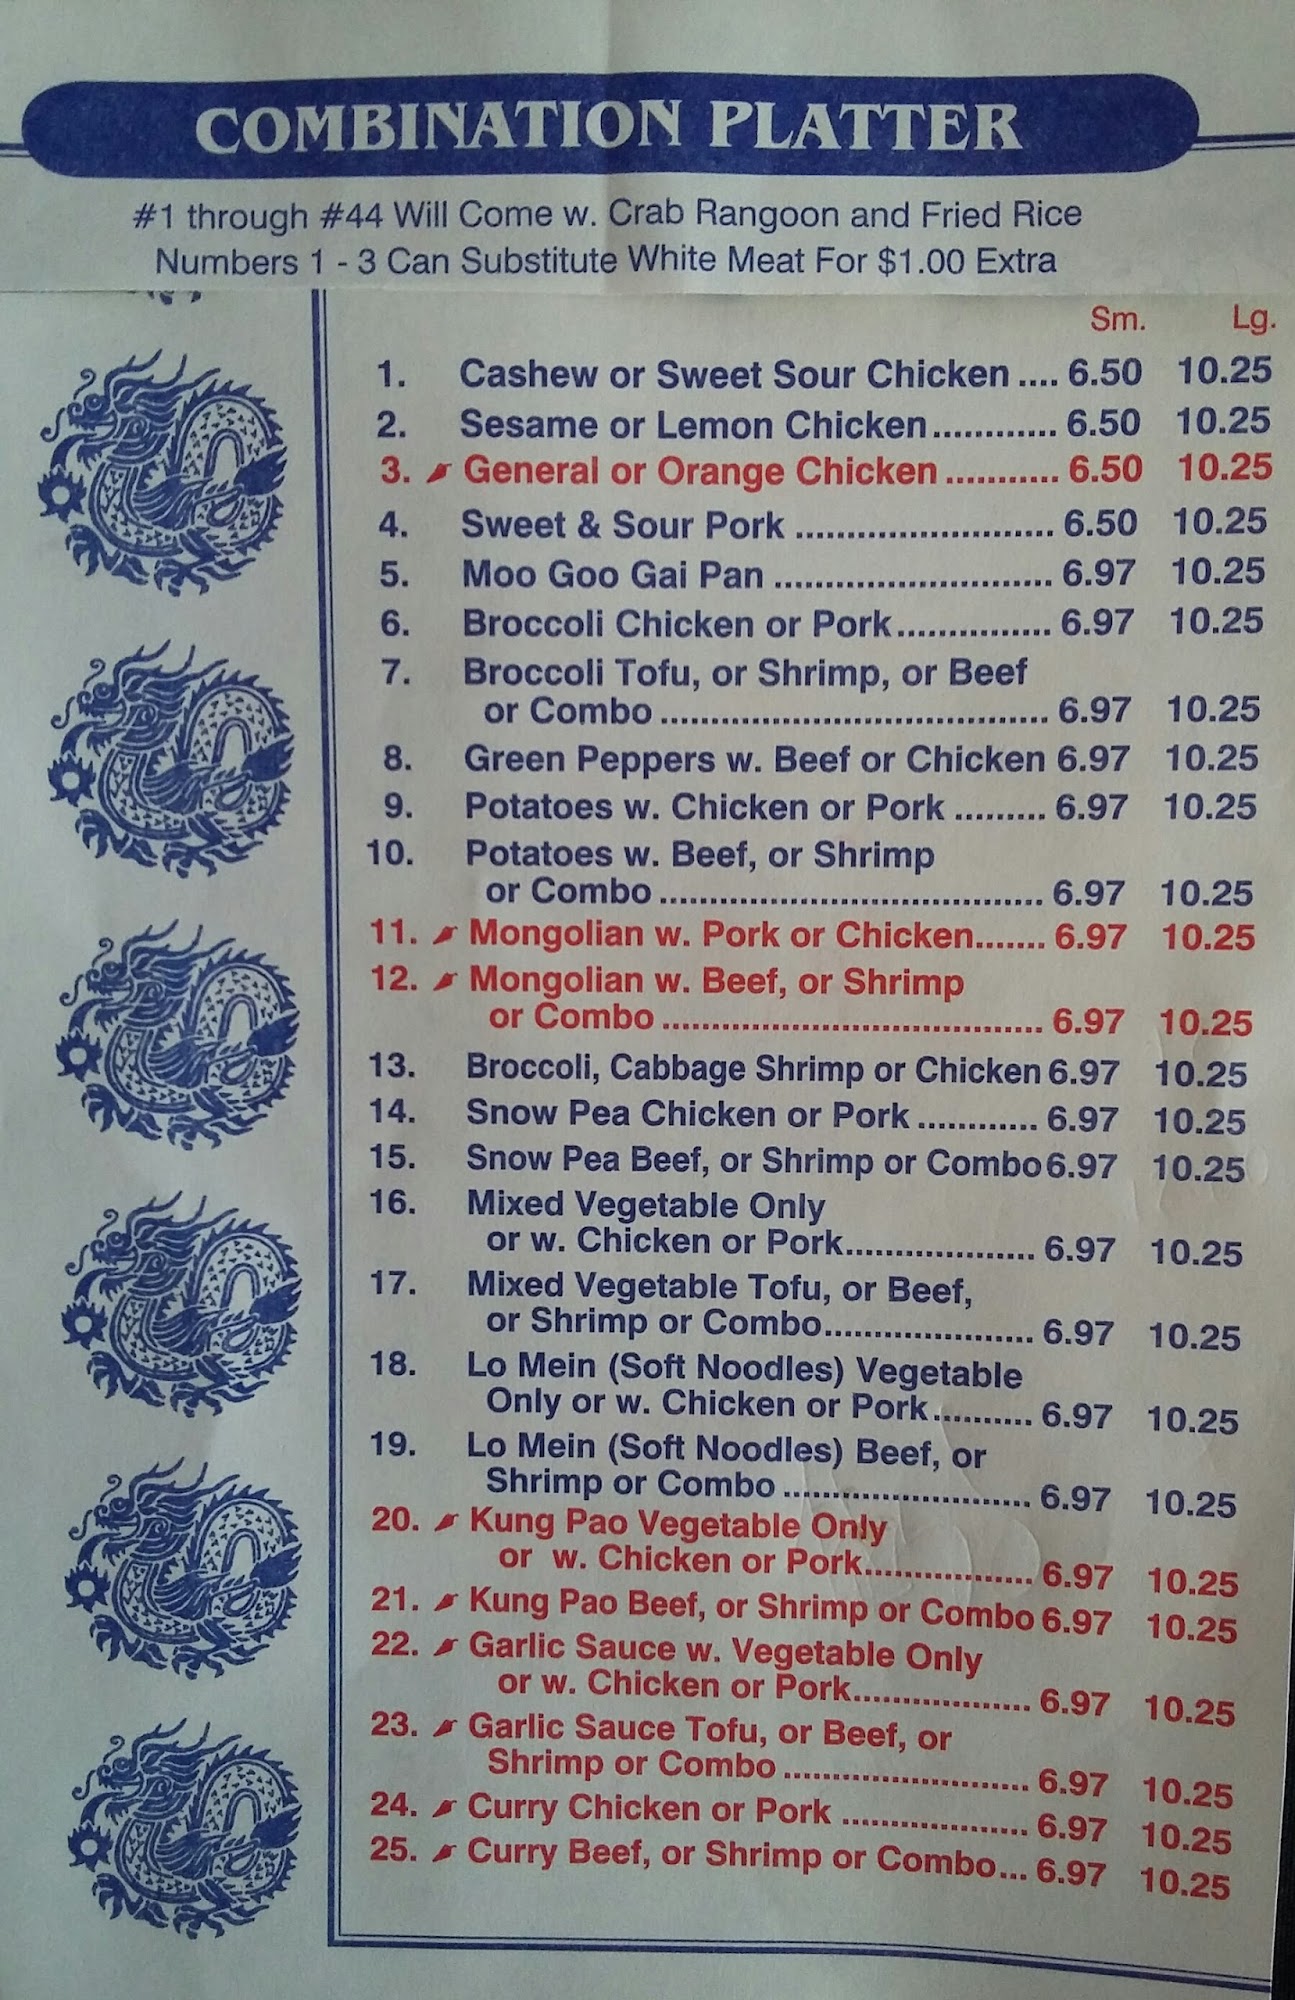 COMBINATION PLATTER
#1 through #44 Will Come w. Crab Rangoon and Fried Rice
Numbers 1 - 3 Can Substitute White Meat For $1.00 Extra
Sm. Lg.
1. Cashew or Sweet Sour Chicken .... 6.50 10.25
2. Sesame or Lemon Chicken............ 6.50 10.25
3. General or Orange Chicken ........... 6.50 10.25
4. Sweet & Sour Pork ......................... 6.50 10.25
5. Moo Goo Gai Pan ........................... 6.97 10.25
6. Broccoli Chicken or Pork............... 6.97 10.25
7. Broccoli Tofu, or Shrimp, or Beef
or Combo ...................................... 6.97 10.25
8. Green Peppers w. Beef or Chicken 6.97 10.25
9. Potatoes w. Chicken or Pork ......... 6.97 10.25
10. Potatoes w. Beef, or Shrimp
or Combo ...................................... 6.97 10.25
11. Mongolian w. Pork or Chicken....... 6.97 10.25
12. Mongolian w. Beef, or Shrimp
or Combo ...................................... 6.97 10.25
13. Broccoli, Cabbage Shrimp or Chicken 6.97 10.25
14. Snow Pea Chicken or Pork ............ 6.97 10.25
15. Snow Pea Beef, or Shrimp or Combo 6.97 10.25
16. Mixed Vegetable Only
or w. Chicken or Pork................... 6.97 10.25
17. Mixed Vegetable Tofu, or Beef,
or Shrimp or Combo..................... 6.97 10.25
18. Lo Mein (Soft Noodles) Vegetable
Only or w. Chicken or Pork.......... 6.97 10.25
19. Lo Mein (Soft Noodles) Beef, or
Shrimp or Combo ......................... 6.97 10.25
20. Kung Pao Vegetable Only
or w. Chicken or Pork................. 6.97 10.25
21. Kung Pao Beef, or Shrimp or Combo 6.97 10.25
22. Garlic Sauce w. Vegetable Only
or w. Chicken or Pork.................. 6.97 10.25
23. Garlic Sauce Tofu, or Beef, or
Shrimp or Combo ......................... 6.97 10.25
24. Curry Chicken or Pork ................... 6.97 10.25
25. Curry Beef, or Shrimp or Combo... 6.97 10.25